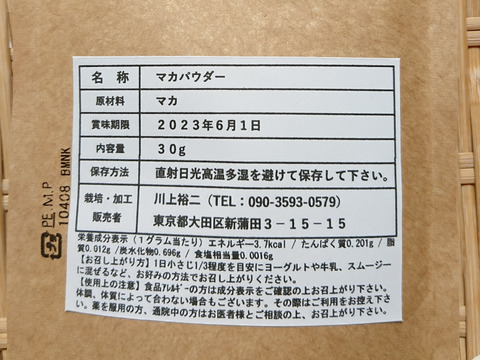 名 称 マカパウダー
原材料 マカ
賞味期限 2023年6月1日
内容量 30g
保存方法 直射日光高温多湿を避けて保存して下さい。
栽培・加工 川上裕二(TEL:090-3593-0579)
販売者 東京都大田区新蒲田3-15-15
栄養成分表示(1グラム当たり)エネルギー3.7kcal / たんぱく質0.201g / 脂
質0.012g / 炭水化物0.696g / 食塩相当量0.0016g
【お召し上がり方】1日小さじ1/3程度を目安にヨーグルトや牛乳、スムージー
に混ぜるなど、お好みの方法でお召し上がりください。
【使用上の注意】食品アレルギーの方は成分表示をご確認の上お召し上がり下さい。
体調、体質によって合わない場合もございます。その際はご利用をお控え下さ
い。薬を服用の方、通院中の方はお医者様とご相談の上、お召し上がり下さい。
PE M.P
10408 BMNK